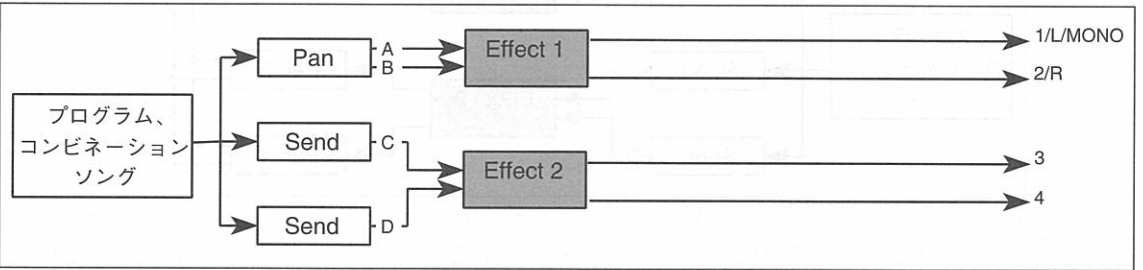 プログラム、
コンビネーション
ソング
Pan
A
B
Effect 1
1/L/MONO
2/R
Send
C
Effect 2
3
4
Send
D